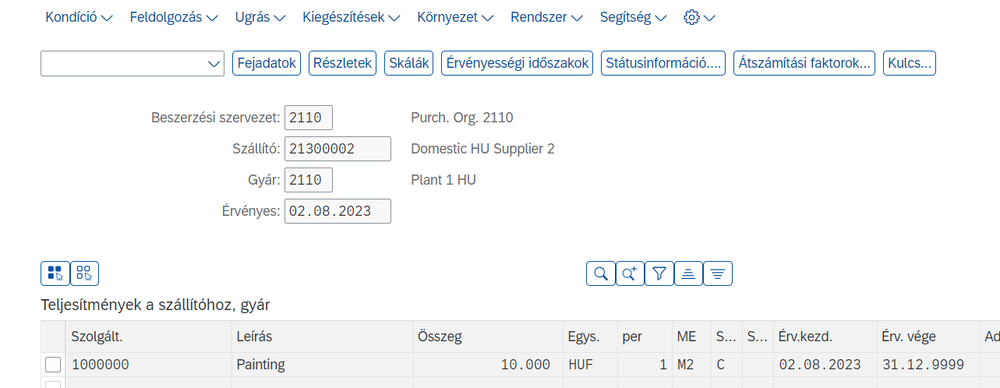 Kondíció Feldolgozás Ugrás Kiegészítések Környezet Rendszer Segítség
Fejadatok Részletek Skálák Érvényességi időszakok Státusinformáció.... Átszámítási faktorok... Kulcs...
Beszerzési szervezet: 2110 Purch. Org. 2110
Szállító: 21300002 Domestic HU Supplier 2
Gyár: 2110 Plant 1 HU
Érvényes: 02.08.2023
Teljesítmények a szállítóhoz, gyár
Szolgált. Leírás Összeg Egys. per ME S... S... Érv.kezd. Érv. vége Ad
1000000 Painting 10.000 HUF 1 M2 C 02.08.2023 31.12.9999